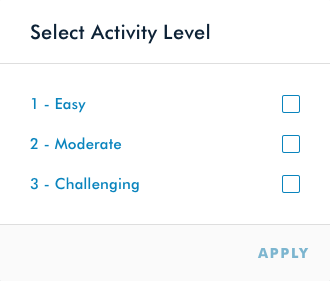 Select Activity Level
1 - Easy
2 - Moderate
3 - Challenging
APPLY